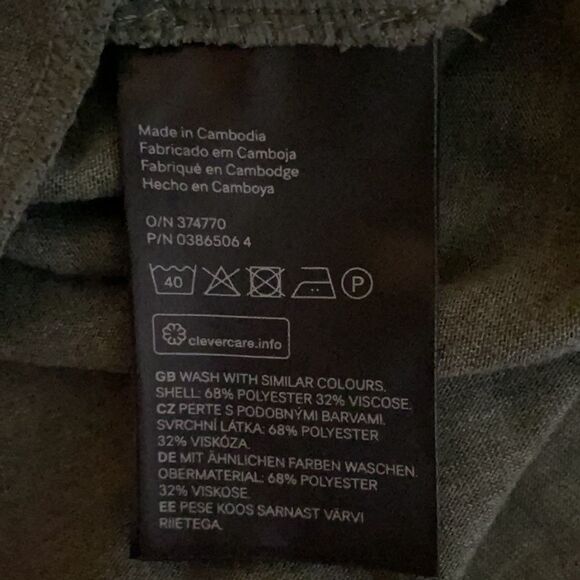 Made in Cambodia
Fabricado em Camboja
Fabriqué en Cambodge
Hecho en Camboya
O/N 374770
P/N 0386506 4
40 P
clevercare.info
GB WASH WITH SIMILAR COLOURS.
SHELL: 68% POLYESTER 32% VISCOSE.
CZ PERTE S PODOBNÝMI BARVAMI.
SVRCHNÍ LÁTKA: 68% POLYESTER
32% VISKÓZA.
DE MIT ÄHNLICHEN FARBEN WASCHEN.
OBERMATERIAL: 68% POLYESTER
32% VISKOSE.
EE PESE KOOS SARNAST VÄRVI
RIIETEGA.